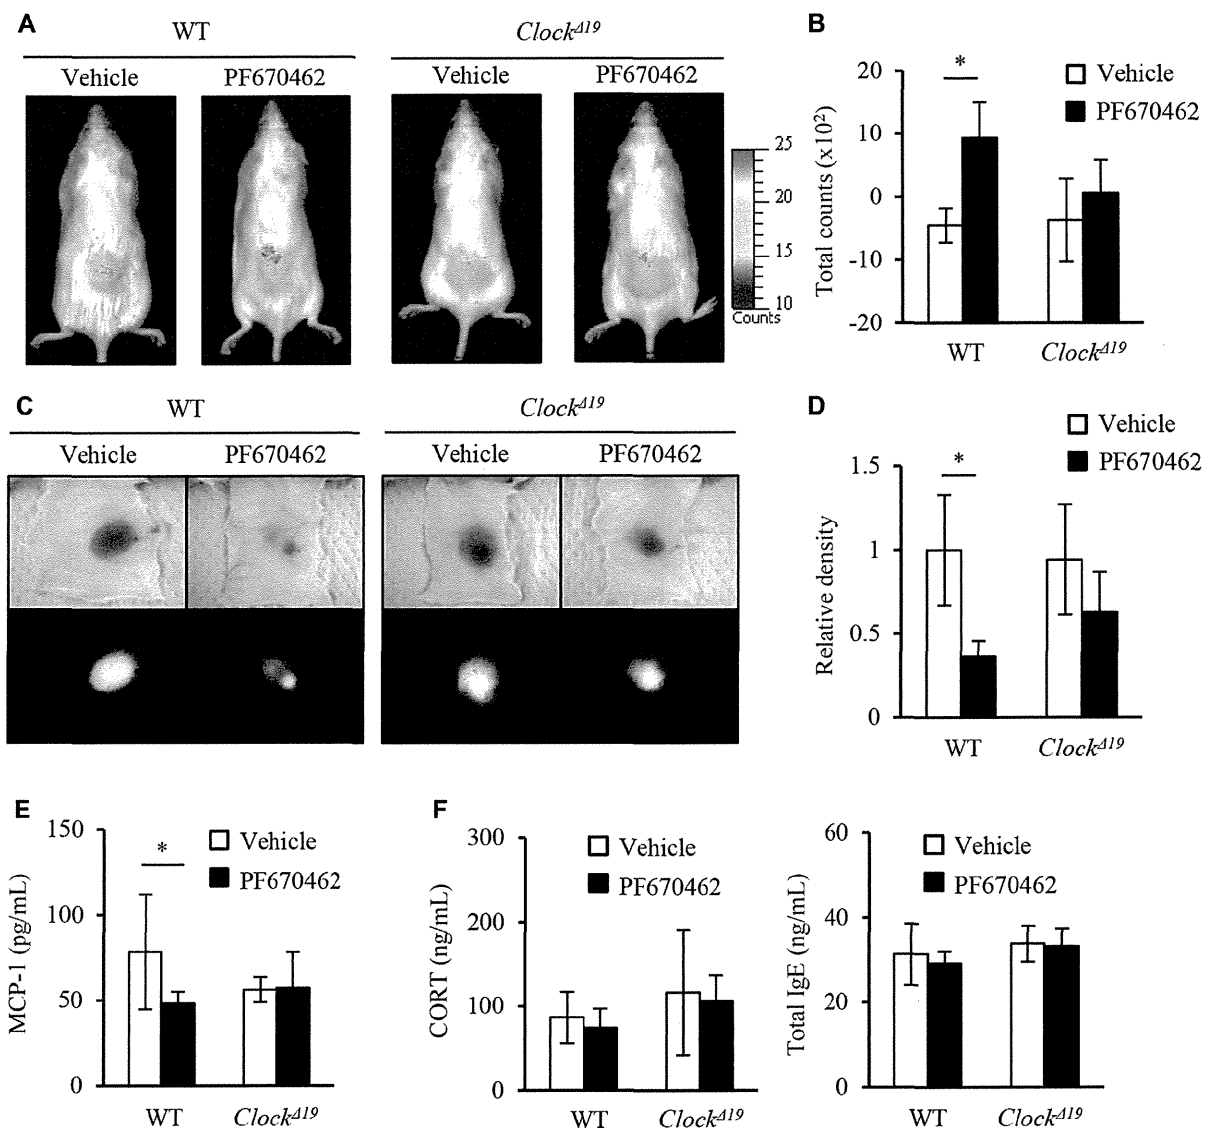 A
WT
Clock^Δ19
Vehicle
PF670462
Vehicle
PF670462
25
20
15
10
Counts
B
Vehicle
PF670462
*
20
10
0
-10
-20
Total counts (x10²)
WT
Clock^Δ19
C
WT
Clock^Δ19
Vehicle
PF670462
Vehicle
PF670462
D
Vehicle
PF670462
*
1.5
1
0.5
0
Relative density
WT
Clock^Δ19
E
Vehicle
PF670462
*
150
100
50
0
MCP-1 (pg/mL)
WT
Clock^Δ19
F
Vehicle
PF670462
300
200
100
0
CORT (ng/mL)
WT
Clock^Δ19
Vehicle
PF670462
60
40
20
0
Total IgE (ng/mL)
WT
Clock^Δ19